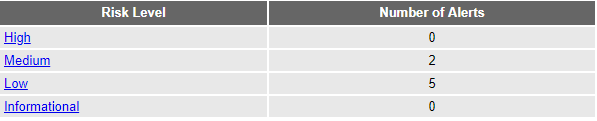 Risk Level Number of Alerts
High 0
Medium 2
Low 5
Informational 0